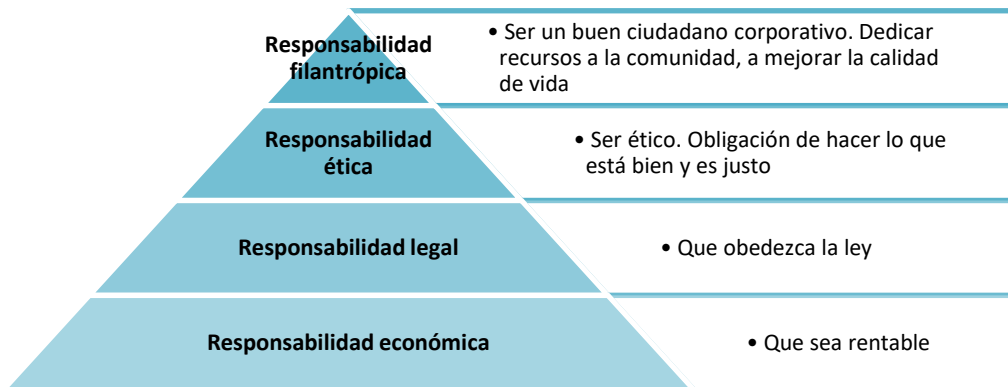 Responsabilidad
filantrópica
• Ser un buen ciudadano corporativo. Dedicar
recursos a la comunidad, a mejorar la calidad
de vida
Responsabilidad
ética
• Ser ético. Obligación de hacer lo que
está bien y es justo
Responsabilidad legal
• Que obedezca la ley
Responsabilidad económica
• Que sea rentable